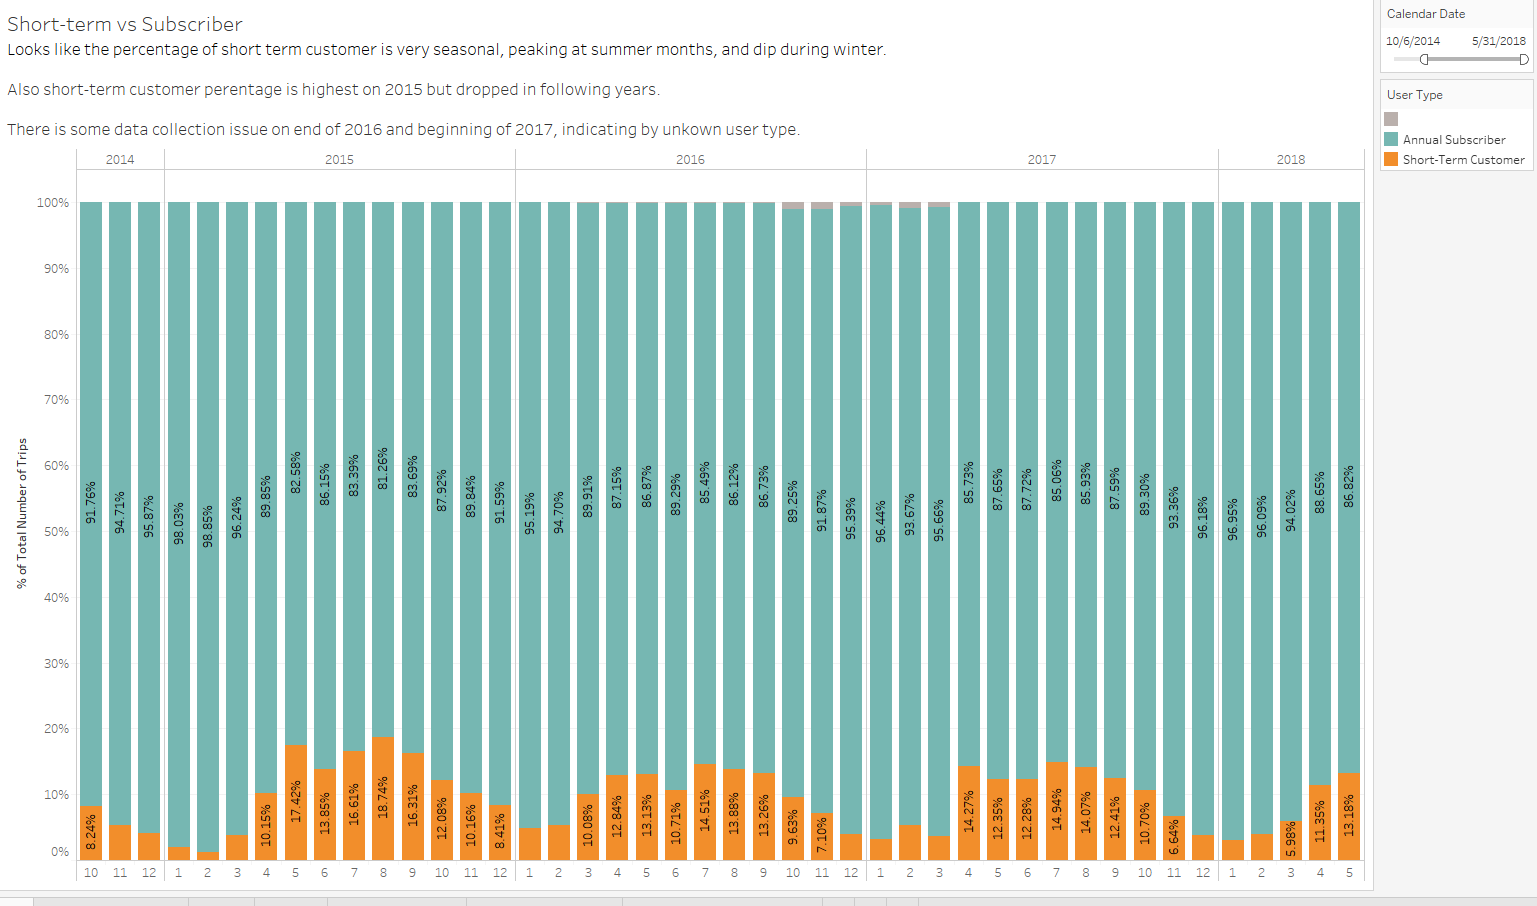 Short-term vs Subscriber
Looks like the percentage of short term customer is very seasonal, peaking at summer months, and dip during winter.
Also short-term customer perentage is highest on 2015 but dropped in following years.
There is some data collection issue on end of 2016 and beginning of 2017, indicating by unkown user type.
2014 2015 2016 2017 2018
100%
90%
80%
70%
60%
50%
40%
30%
20%
10%
0%
% of Total Number of Trips
91.76% 94.71% 95.87% 98.03% 98.85% 96.24% 89.85% 82.58% 86.15% 83.39% 81.26% 83.69% 87.92% 89.84% 91.59% 95.19% 94.70% 89.91% 87.15% 86.87% 89.29% 85.49% 86.12% 86.73% 89.25% 91.87% 95.39% 96.44% 93.67% 95.66% 85.73% 87.65% 87.72% 85.06% 85.93% 87.59% 89.30% 93.36% 96.18% 96.95% 96.09% 94.02% 88.65% 86.82%
8.24% 10.15% 17.42% 13.85% 16.61% 18.74% 16.31% 12.08% 10.16% 8.41% 10.08% 12.84% 13.13% 10.71% 14.51% 13.88% 13.26% 9.63% 7.10% 14.27% 12.35% 12.28% 14.94% 14.07% 12.41% 10.70% 6.64% 5.98% 11.35% 13.18%
10 11 12 1 2 3 4 5 6 7 8 9 10 11 12 1 2 3 4 5 6 7 8 9 10 11 12 1 2 3 4 5 6 7 8 9 10 11 12 1 2 3 4 5
Calendar Date
10/6/2014 5/31/2018
User Type
Annual Subscriber
Short-Term Customer